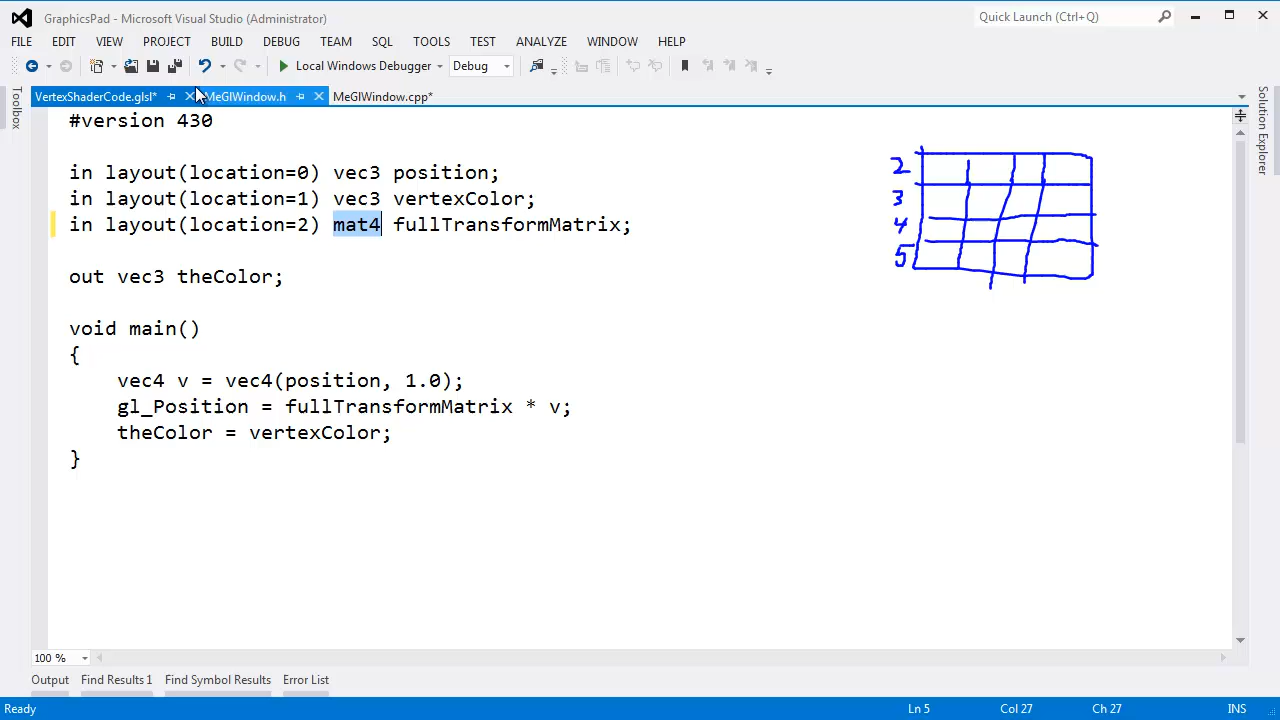 GraphicsPad - Microsoft Visual Studio (Administrator)
Quick Launch (Ctrl+Q)
FILE EDIT VIEW PROJECT BUILD DEBUG TEAM SQL TOOLS TEST ANALYZE WINDOW HELP
Local Windows Debugger Debug
Toolbox
VertexShaderCode.glsl* MeGlWindow.h MeGlWindow.cpp*
Solution Explorer
#version 430
in layout(location=0) vec3 position;
in layout(location=1) vec3 vertexColor;
in layout(location=2) mat4 fullTransformMatrix;
out vec3 theColor;
void main()
{
vec4 v = vec4(position, 1.0);
gl_Position = fullTransformMatrix * v;
theColor = vertexColor;
}
2
3
4
5
100 %
Output Find Results 1 Find Symbol Results Error List
Ready Ln 5 Col 27 Ch 27 INS